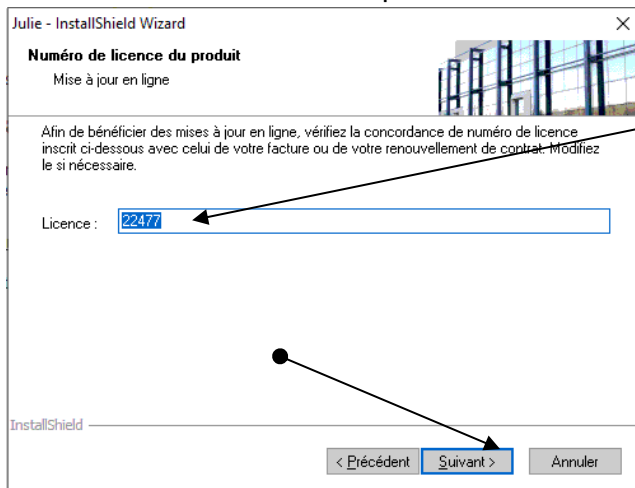 Julie - InstallShield Wizard
Numéro de licence du produit
Mise à jour en ligne
Afin de bénéficier des mises à jour en ligne, vérifiez la concordance de numéro de licence
inscrit ci-dessous avec celui de votre facture ou de votre renouvellement de contrat. Modifiez
le si nécessaire.
Licence : 22477
InstallShield
< Précédent Suivant > Annuler